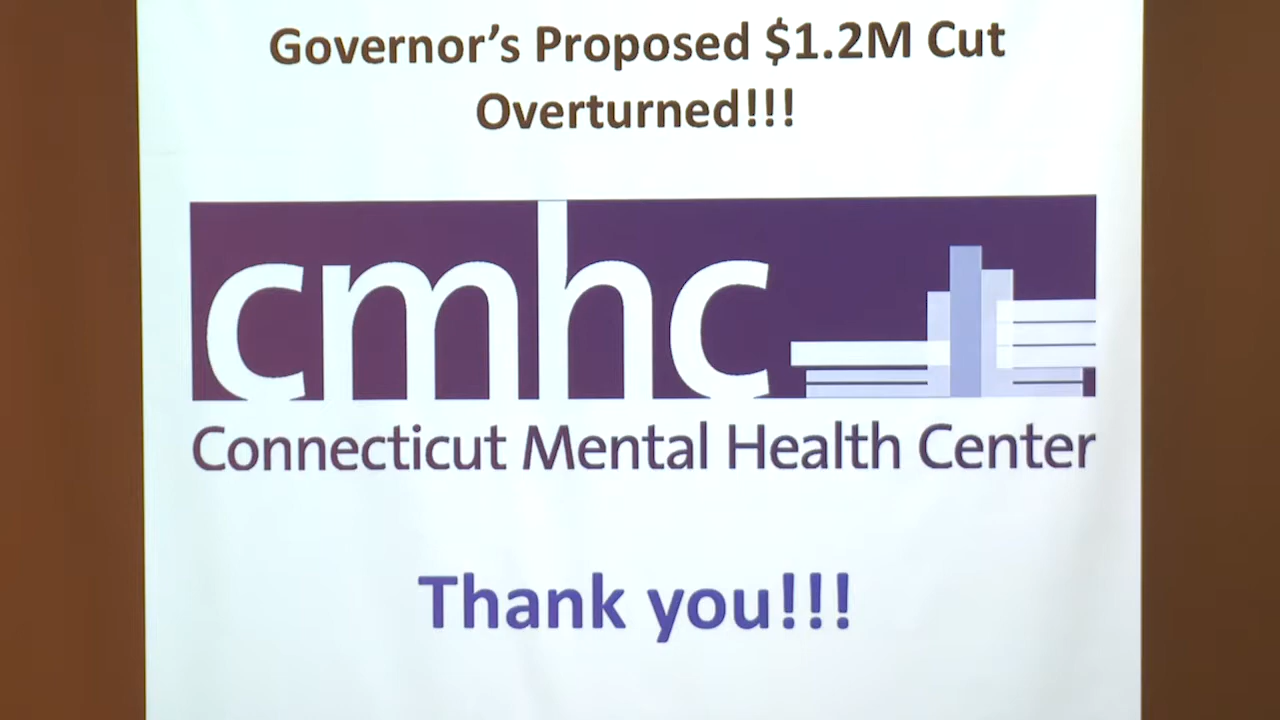 Governor’s Proposed $1.2M Cut
Overturned!!!
cmhc
Connecticut Mental Health Center
Thank you!!!